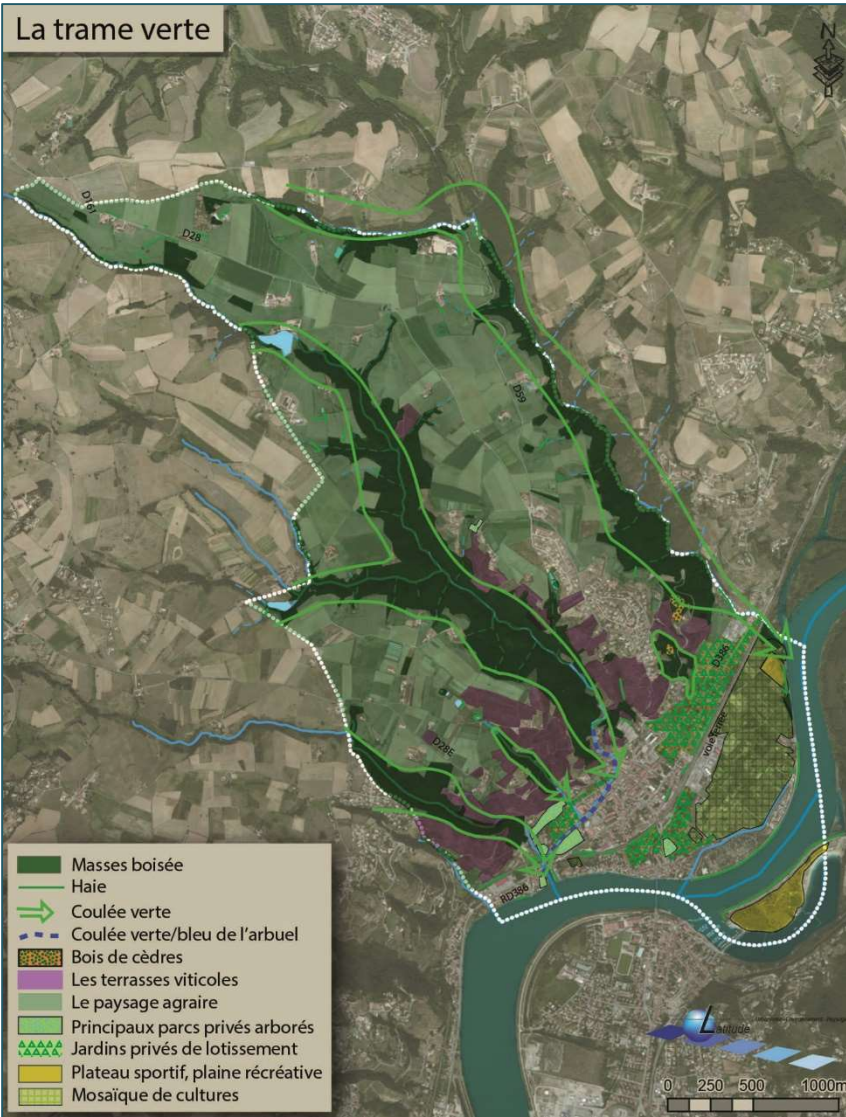 La trame verte
N
D161
D28
D59
D386
voie ferrée
D28E
RD386
Masses boisée
Haie
Coulée verte
Coulée verte/bleu de l'arbuel
Bois de cèdres
Les terrasses viticoles
Le paysage agraire
Principaux parcs privés arborés
Jardins privés de lotissement
Plateau sportif, plaine récréative
Mosaïque de cultures
Latitude
0 250 500 1000m